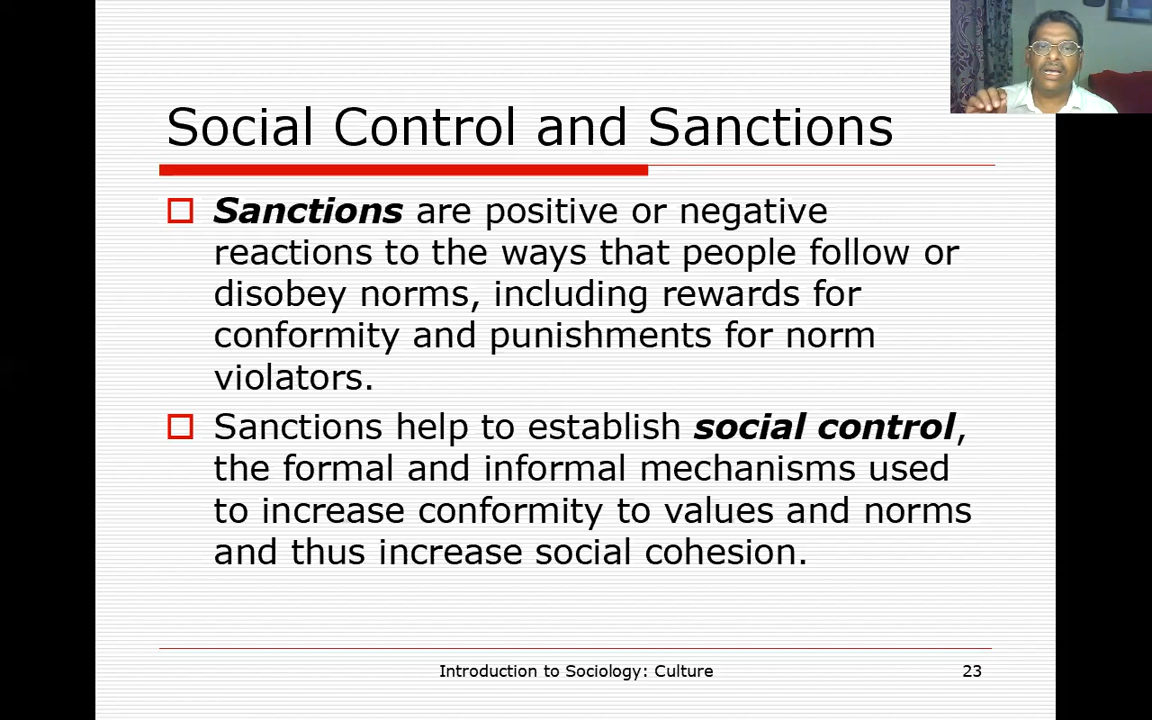 Social Control and Sanctions
Sanctions are positive or negative
reactions to the ways that people follow or
disobey norms, including rewards for
conformity and punishments for norm
violators.
Sanctions help to establish social control,
the formal and informal mechanisms used
to increase conformity to values and norms
and thus increase social cohesion.
Introduction to Sociology: Culture
23